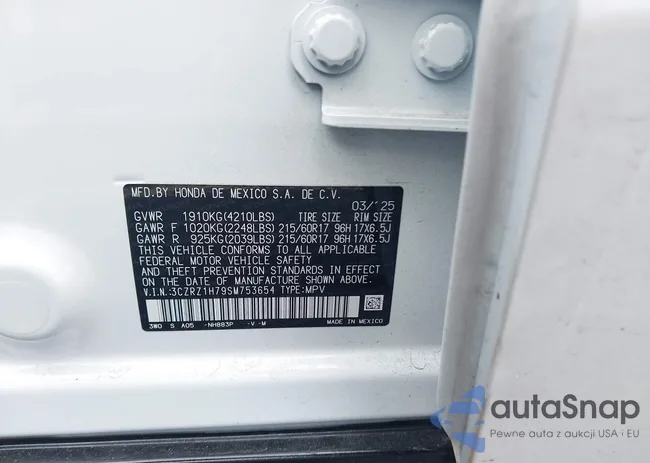 MFD.BY HONDA DE MEXICO S.A. DE C.V.
03/'25
GVWR 1910KG(4210LBS) TIRE SIZE RIM SIZE
GAWR F 1020KG(2248LBS) 215/60R17 96H 17X6.5J
GAWR R 925KG(2039LBS) 215/60R17 96H 17X6.5J
THIS VEHICLE CONFORMS TO ALL APPLICABLE
FEDERAL MOTOR VEHICLE SAFETY
AND THEFT PREVENTION STANDARDS IN EFFECT
ON THE DATE OF MANUFACTURE SHOWN ABOVE.
V.I.N.:3CZRZ1H79SM753654 TYPE:MPV
3W0 S A05 -NH883P -V -M MADE IN MEXICO
autaSnap
Pewne auta z aukcji USA i EU